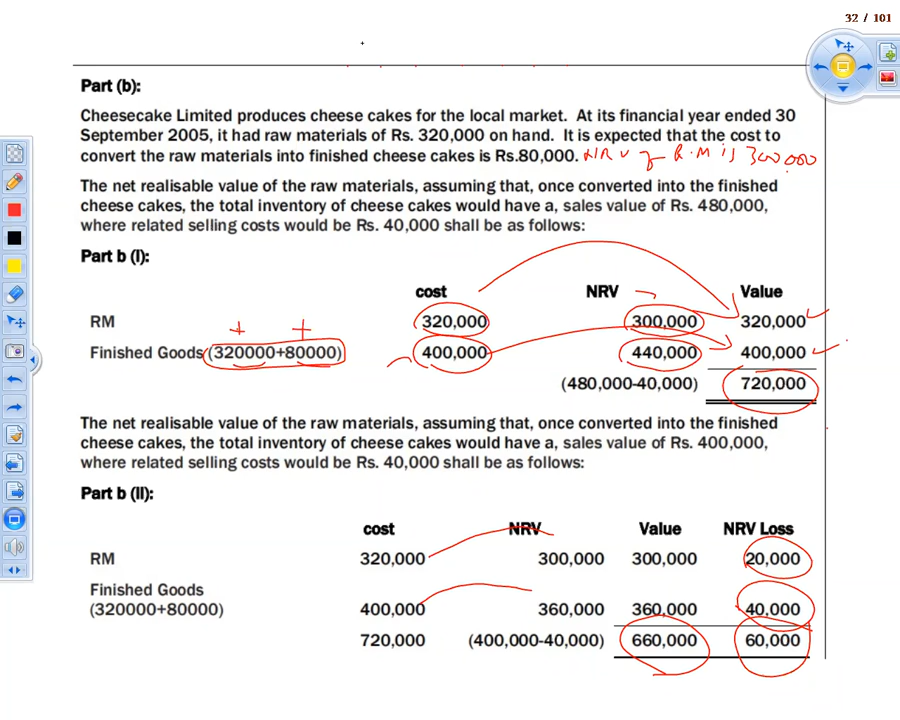 32 / 101
Part (b):
Cheesecake Limited produces cheese cakes for the local market. At its financial year ended 30
September 2005, it had raw materials of Rs. 320,000 on hand. It is expected that the cost to
convert the raw materials into finished cheese cakes is Rs.80,000. NRV of R.M is 300,000
The net realisable value of the raw materials, assuming that, once converted into the finished
cheese cakes, the total inventory of cheese cakes would have a, sales value of Rs. 480,000,
where related selling costs would be Rs. 40,000 shall be as follows:
Part b (I):
cost NRV Value
RM 320,000 300,000 320,000
+ +
Finished Goods (320000+80000) 400,000 440,000 400,000
(480,000-40,000) 720,000
The net realisable value of the raw materials, assuming that, once converted into the finished
cheese cakes, the total inventory of cheese cakes would have a, sales value of Rs. 400,000,
where related selling costs would be Rs. 40,000 shall be as follows:
Part b (II):
cost NRV Value NRV Loss
RM 320,000 300,000 300,000 20,000
Finished Goods
(320000+80000) 400,000 360,000 360,000 40,000
720,000 (400,000-40,000) 660,000 60,000